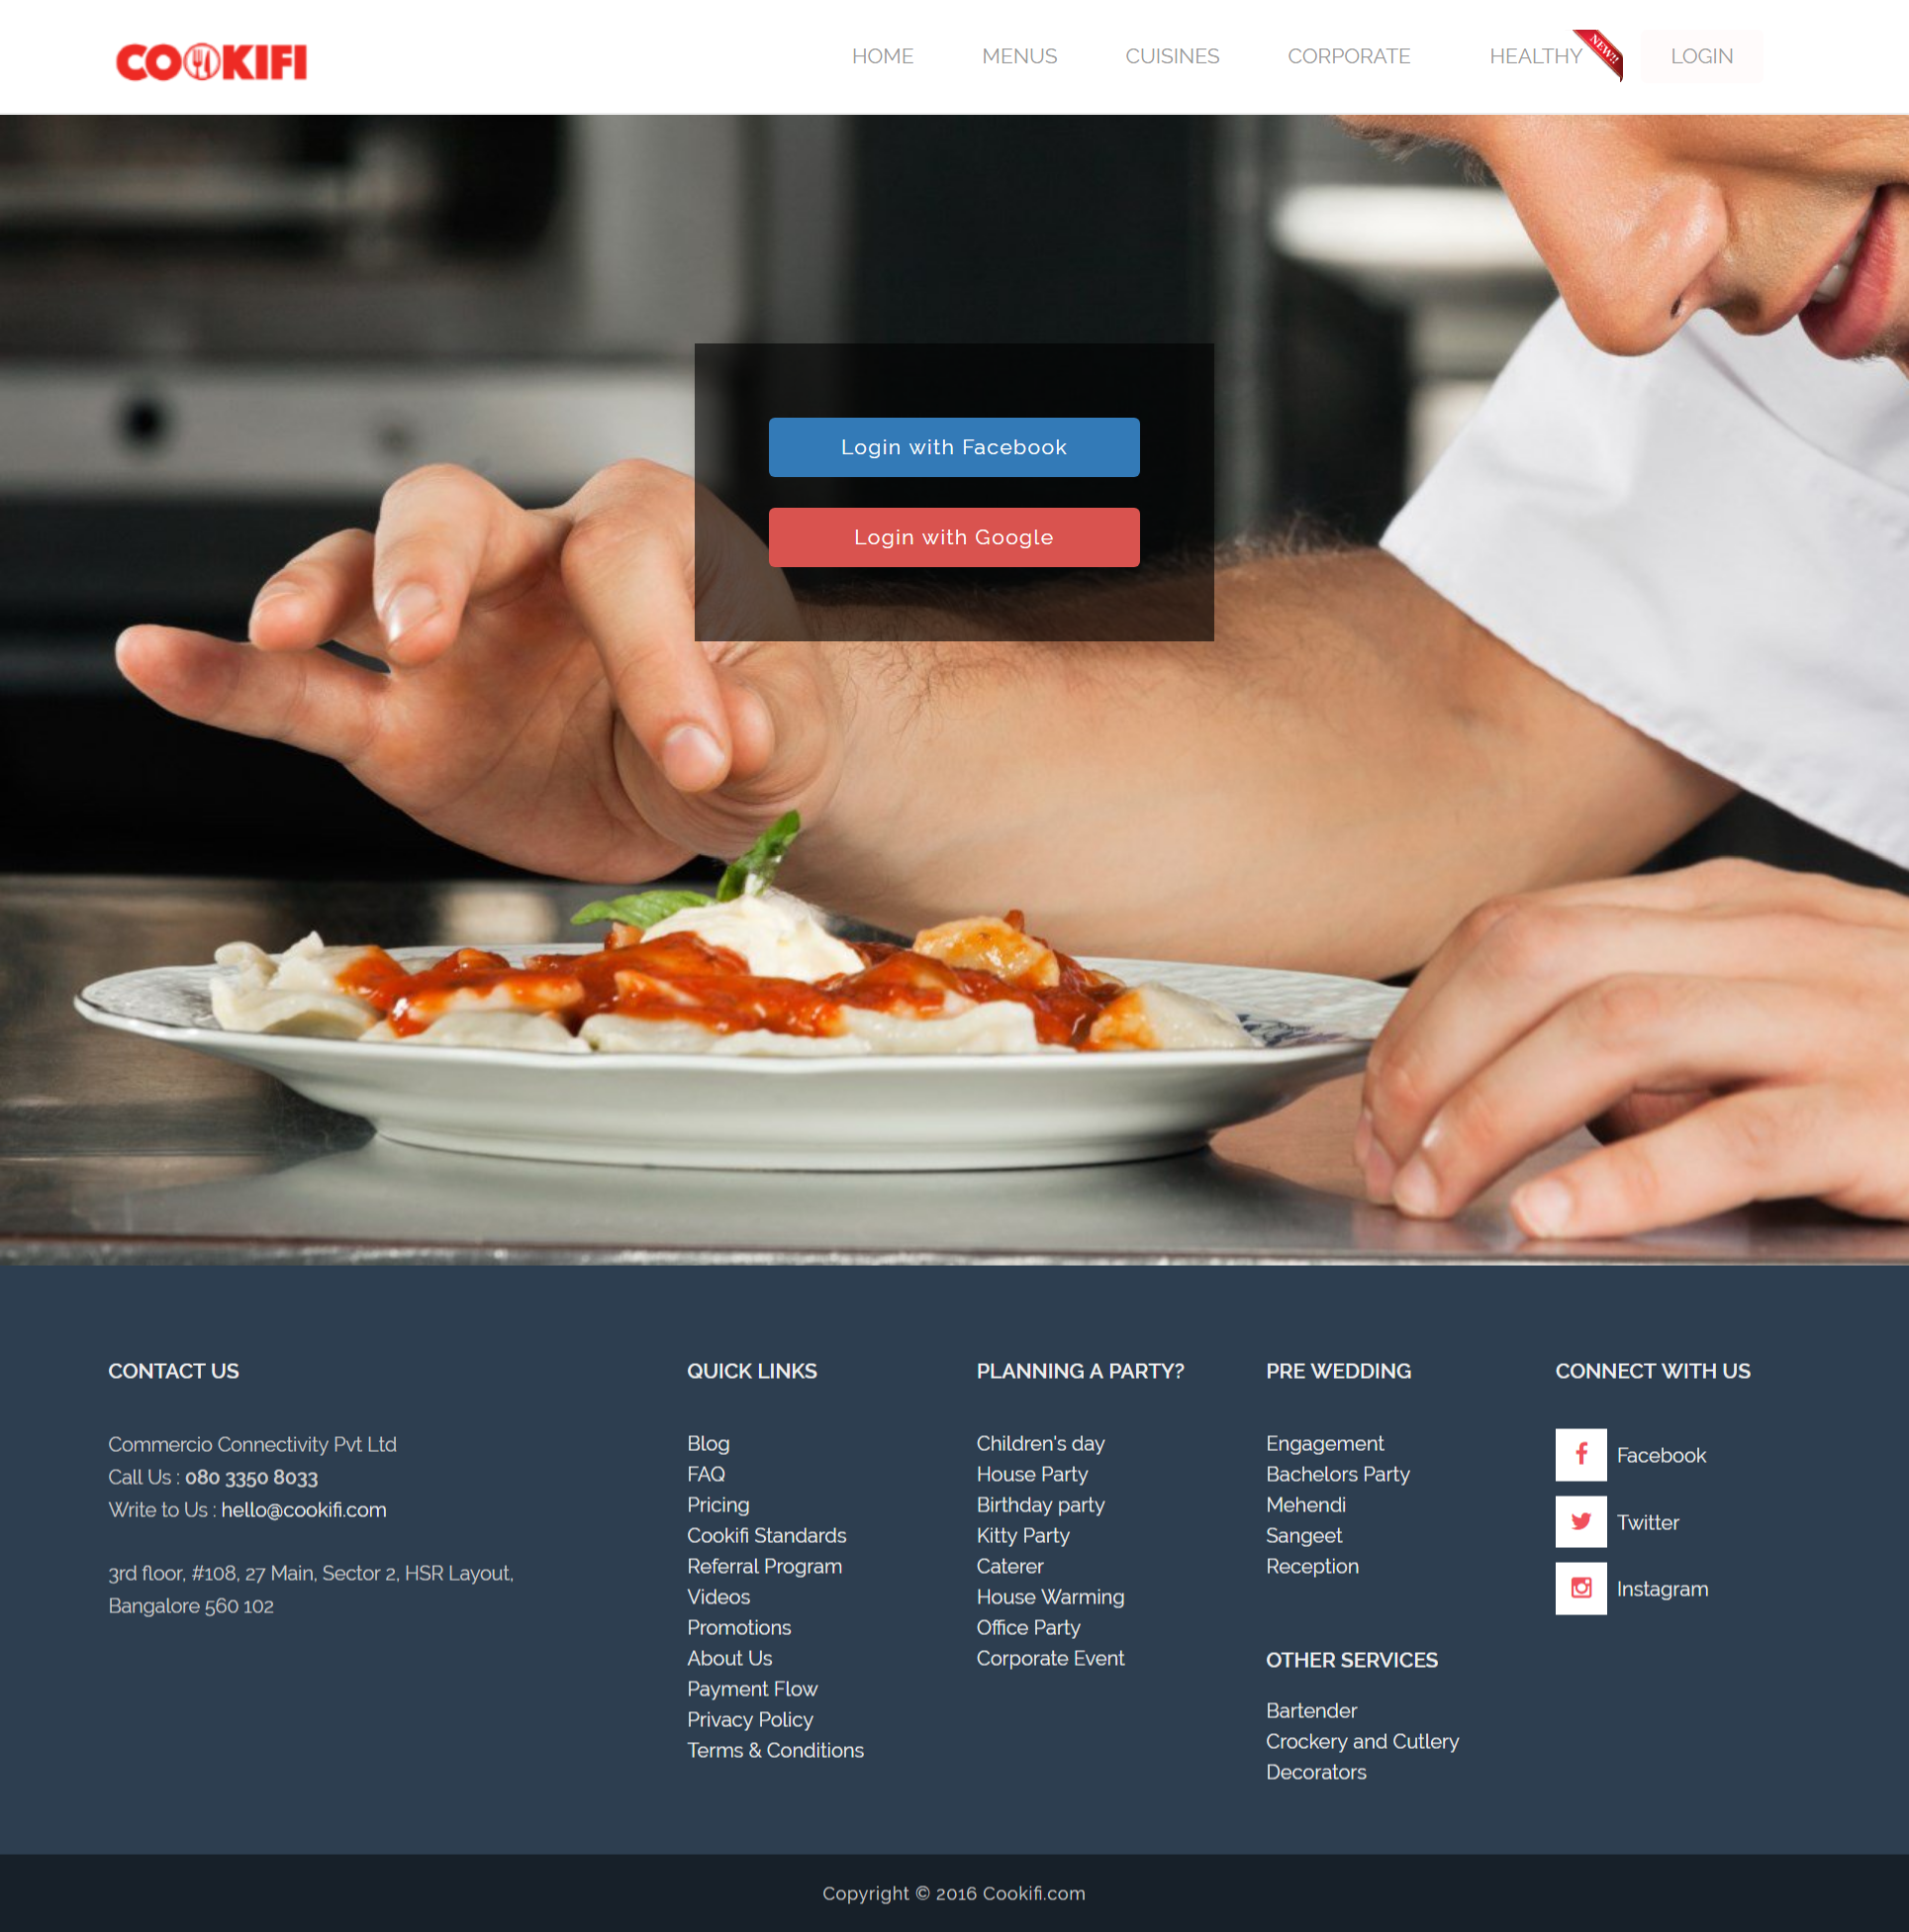 COOKIFI
HOME
MENUS
CUISINES
CORPORATE
HEALTHY
NEW!!
LOGIN
Login with Facebook
Login with Google
CONTACT US
Commercio Connectivity Pvt Ltd
Call Us : 080 3350 8033
Write to Us : hello@cookifi.com
3rd floor, #108, 27 Main, Sector 2, HSR Layout,
Bangalore 560 102
QUICK LINKS
Blog
FAQ
Pricing
Cookifi Standards
Referral Program
Videos
Promotions
About Us
Payment Flow
Privacy Policy
Terms & Conditions
PLANNING A PARTY?
Children's day
House Party
Birthday party
Kitty Party
Caterer
House Warming
Office Party
Corporate Event
PRE WEDDING
Engagement
Bachelors Party
Mehendi
Sangeet
Reception
OTHER SERVICES
Bartender
Crockery and Cutlery
Decorators
CONNECT WITH US
Facebook
Twitter
Instagram
Copyright © 2016 Cookifi.com